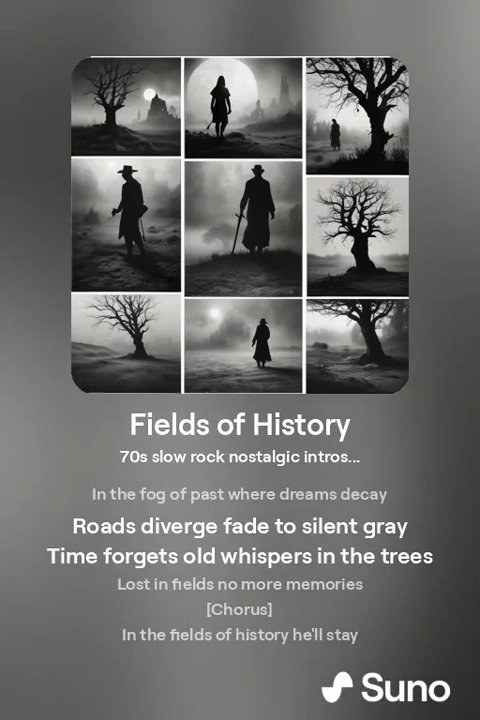 Fields of History
70s slow rock nostalgic intros...
In the fog of past where dreams decay
Roads diverge fade to silent gray
Time forgets old whispers in the trees
Lost in fields no more memories
[Chorus]
In the fields of history he'll stay
Suno